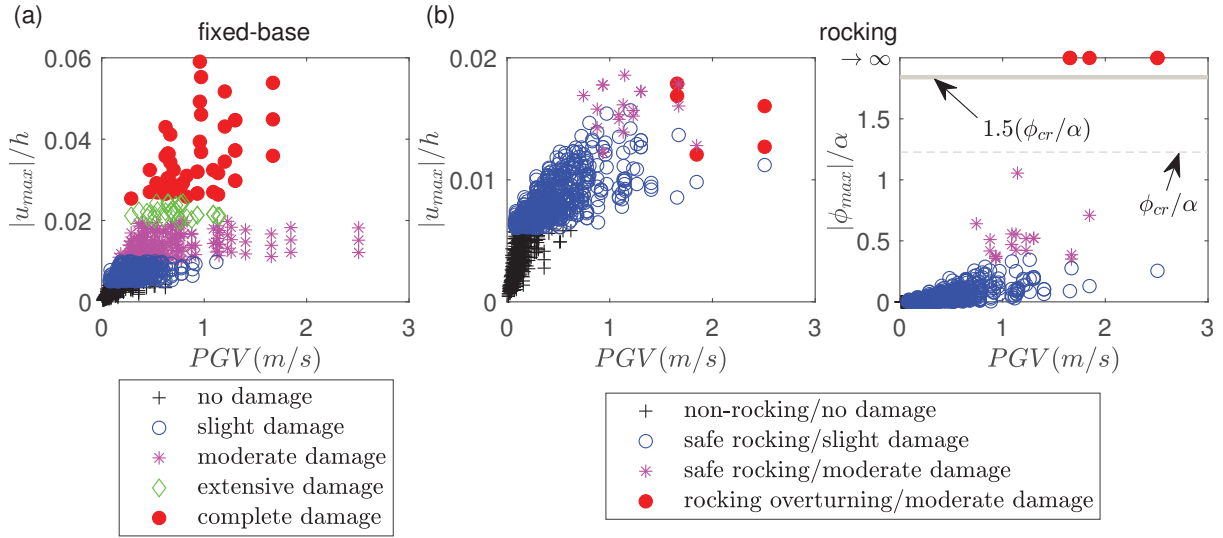 (a)
fixed-base
|u_max|/h
0.06
0.04
0.02
0
0 1 2 3
PGV(m/s)
+ no damage
○ slight damage
✳ moderate damage
◇ extensive damage
● complete damage
(b)
rocking
|u_max|/h
0.02
0.01
0
0 1 2 3
PGV(m/s)
|ϕ_max|/α
→ ∞
1.5
1
0.5
0
1.5(ϕ_cr/α)
ϕ_cr/α
0 1 2 3
PGV(m/s)
+ non-rocking/no damage
○ safe rocking/slight damage
✳ safe rocking/moderate damage
● rocking overturning/moderate damage